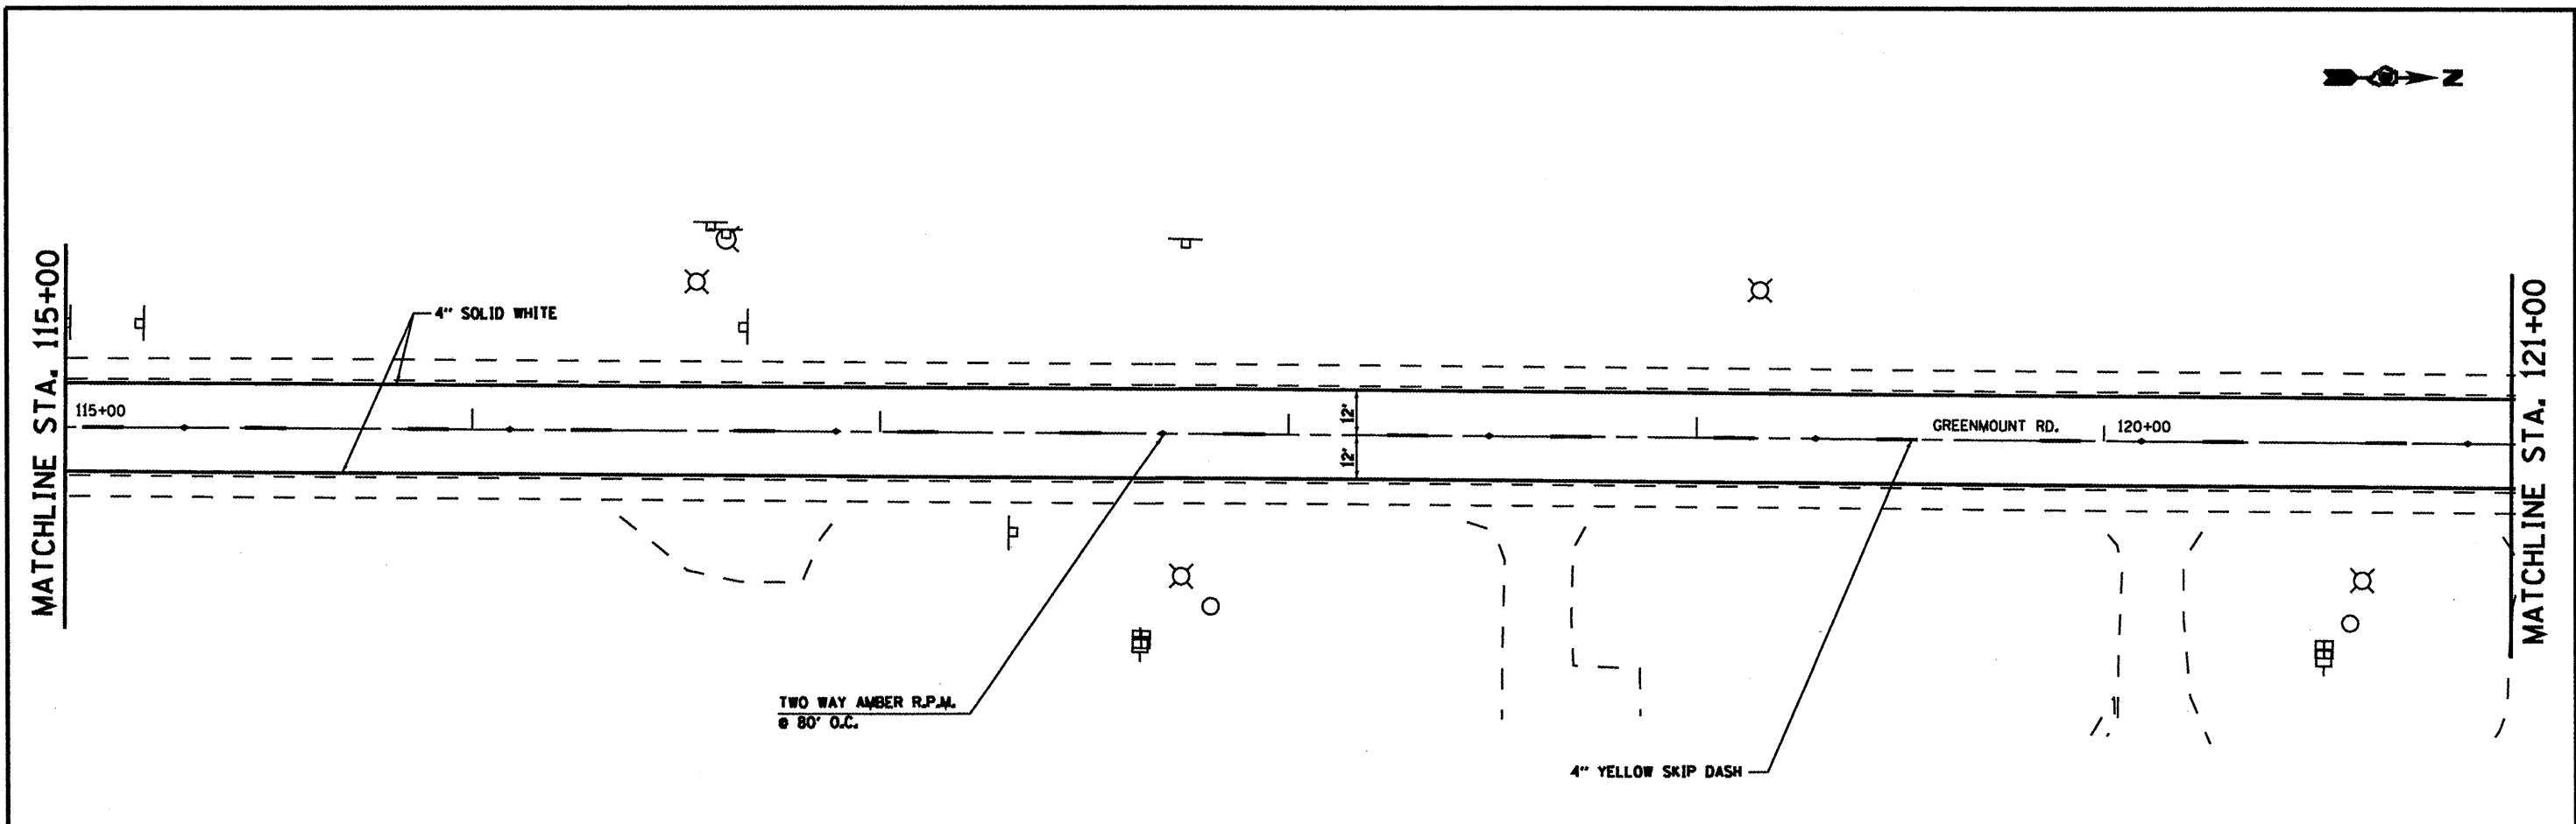 N
MATCHLINE STA. 115+00
4" SOLID WHITE
115+00
12'
12'
GREENMOUNT RD.
120+00
MATCHLINE STA. 121+00
TWO WAY AMBER R.P.M.
@ 80' O.C.
4" YELLOW SKIP DASH